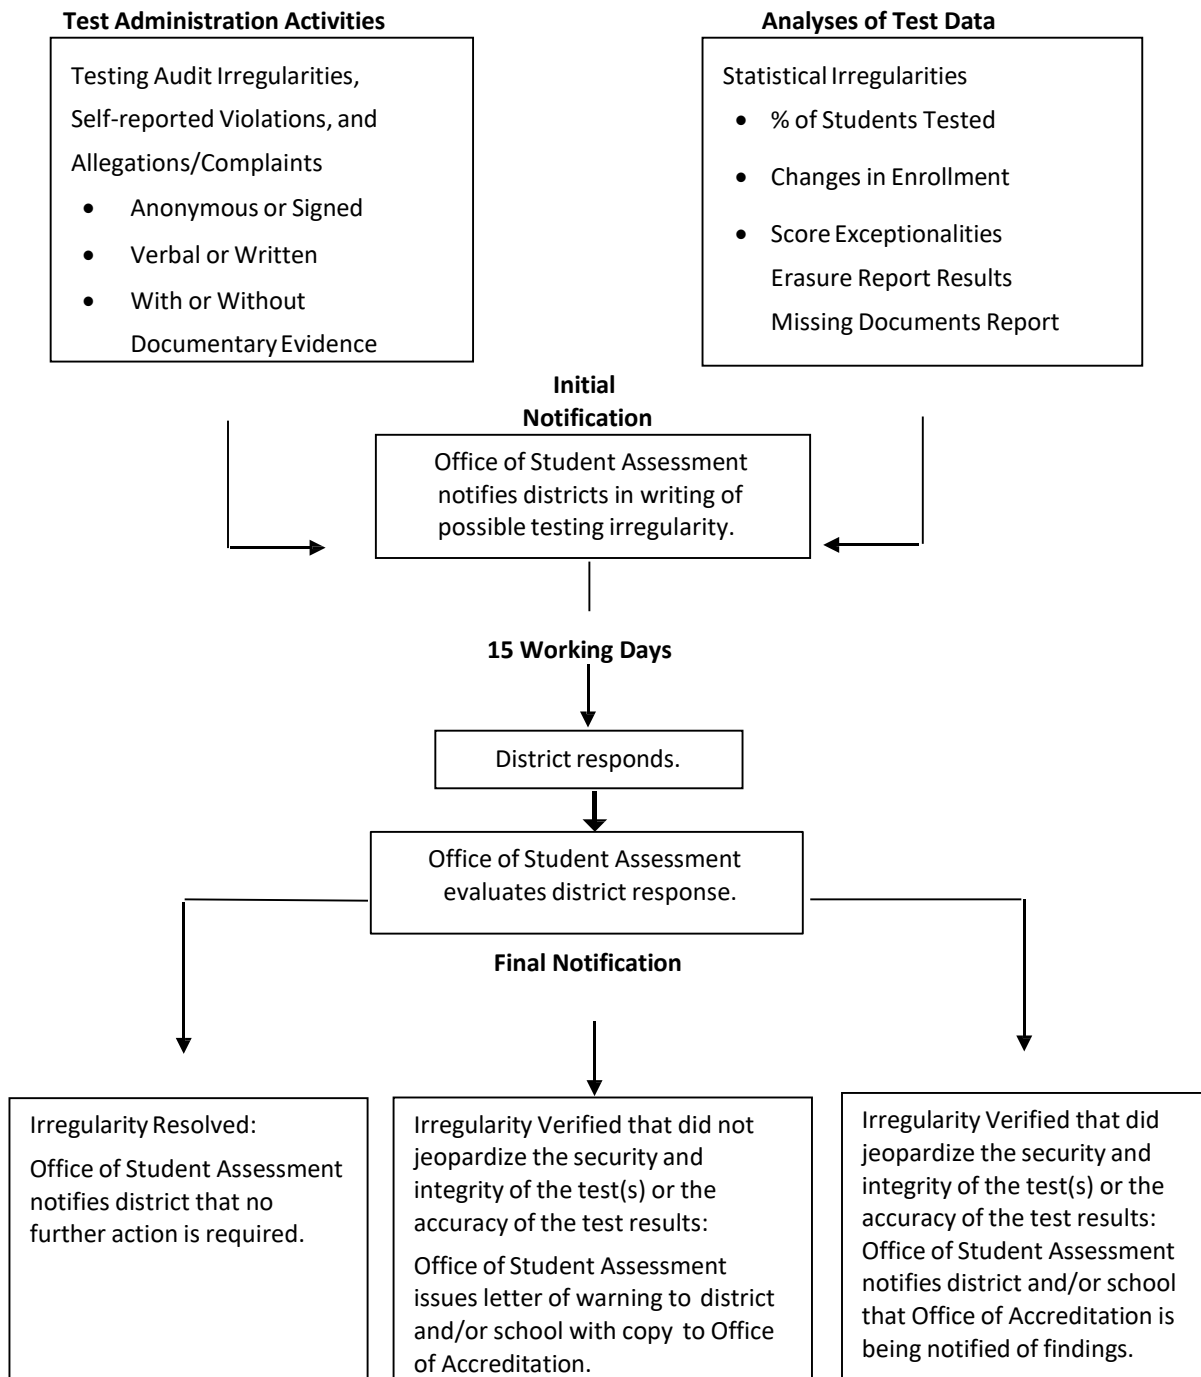 Test Administration Activities
Testing Audit Irregularities,
Self-reported Violations, and
Allegations/Complaints
• Anonymous or Signed
• Verbal or Written
• With or Without
Documentary Evidence
Analyses of Test Data
Statistical Irregularities
• % of Students Tested
• Changes in Enrollment
• Score Exceptionalities
Erasure Report Results
Missing Documents Report
Initial
Notification
Office of Student Assessment
notifies districts in writing of
possible testing irregularity.
15 Working Days
District responds.
Office of Student Assessment
evaluates district response.
Final Notification
Irregularity Resolved:
Office of Student Assessment
notifies district that no
further action is required.
Irregularity Verified that did not
jeopardize the security and
integrity of the test(s) or the
accuracy of the test results:
Office of Student Assessment
issues letter of warning to district
and/or school with copy to Office
of Accreditation.
Irregularity Verified that did
jeopardize the security and
integrity of the test(s) or the
accuracy of the test results:
Office of Student Assessment
notifies district and/or school
that Office of Accreditation is
being notified of findings.